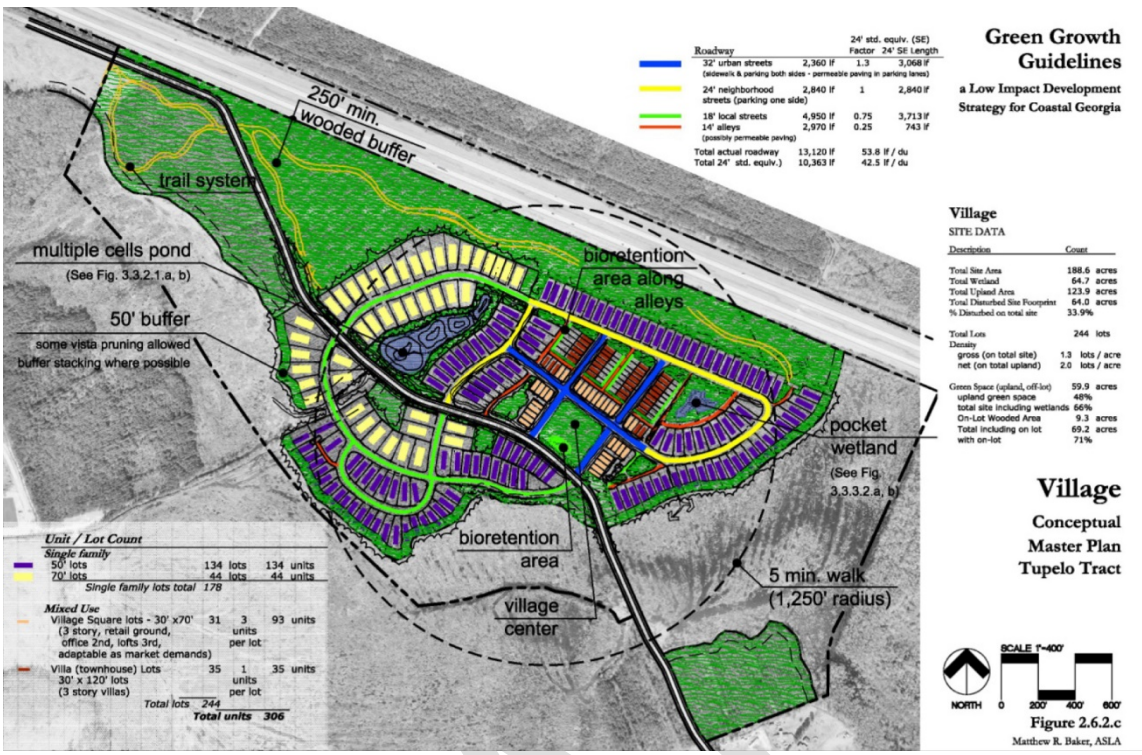 Green Growth
Guidelines
a Low Impact Development
Strategy for Coastal Georgia
24' std. equiv. (SE)
Roadway Factor 24' SE Length
32' urban streets 2,360 lf 1.3 3,068 lf
(sidewalk & parking both sides - permeable paving in parking lanes)
24' neighborhood 2,840 lf 1 2,840 lf
streets (parking one side)
18' local streets 4,950 lf 0.75 3,713 lf
14' alleys 2,970 lf 0.25 743 lf
(possibly permeable paving)
Total actual roadway 13,120 lf 53.8 lf / du
Total 24' std. equiv.) 10,363 lf 42.5 lf / du
250' min.
wooded buffer
trail system
multiple cells pond
(See Fig. 3.3.2.1.a, b)
50' buffer
some vista pruning allowed
buffer stacking where possible
bioretention
area along
alleys
pocket
wetland
(See Fig.
3.3.3.2.a, b)
bioretention
area
village
center
5 min. walk
(1,250' radius)
Village
SITE DATA
Description Count
Total Site Area 188.6 acres
Total Wetland 64.7 acres
Total Upland Area 123.9 acres
Total Disturbed Site Footprint 64.0 acres
% Disturbed on total site 33.9%
Total Lots 244 lots
Density
gross (on total site) 1.3 lots / acre
net (on total upland) 2.0 lots / acre
Green Space (upland, off-lot) 59.9 acres
upland green space 48%
total site including wetlands 66%
On-Lot Wooded Area 9.3 acres
Total including on lot 69.2 acres
with on-lot 71%
Village
Conceptual
Master Plan
Tupelo Tract
Unit / Lot Count
Single family
50' lots 134 lots 134 units
70' lots 44 lots 44 units
Single family lots total 178
Mixed Use
Village Square lots - 30' x70' 31 3 93 units
(3 story, retail ground, units
office 2nd, lofts 3rd, per lot
adaptable as market demands)
Villa (townhouse) Lots 35 1 35 units
30' x 120' lots units
(3 story villas) per lot
Total lots 244
Total units 306
SCALE 1"=400'
NORTH 0 200' 400' 600'
Figure 2.6.2.c
Matthew R. Baker, ASLA